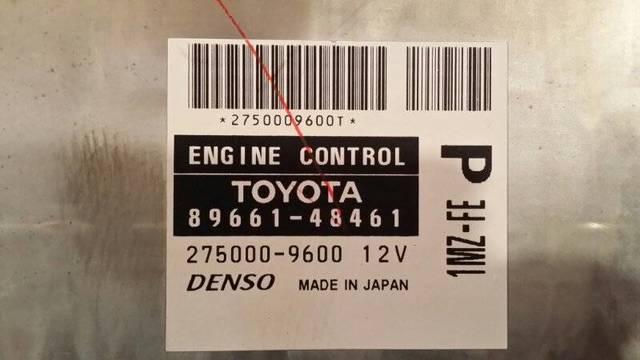 *2750009600T*
ENGINE CONTROL
TOYOTA
89661-48461
275000-9600 12V
DENSO MADE IN JAPAN
P
1MZ-FE